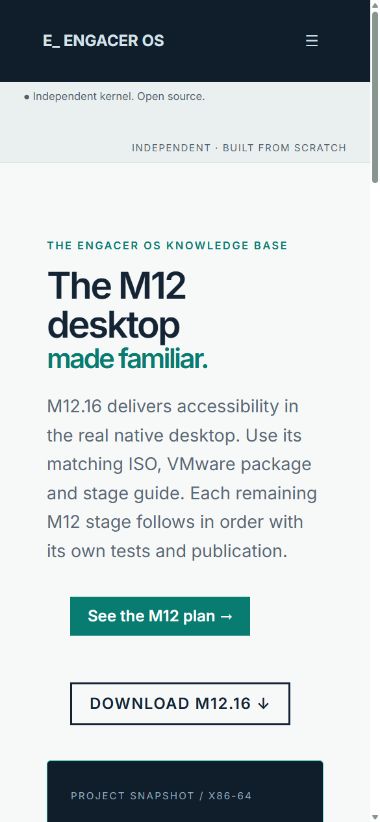 E_ ENGACER OS ☰
● Independent kernel. Open source.
INDEPENDENT · BUILT FROM SCRATCH
THE ENGACER OS KNOWLEDGE BASE
The M12
desktop
made familiar.
M12.16 delivers accessibility in
the real native desktop. Use its
matching ISO, VMware package
and stage guide. Each remaining
M12 stage follows in order with
its own tests and publication.
See the M12 plan →
DOWNLOAD M12.16 ↓
PROJECT SNAPSHOT / X86-64